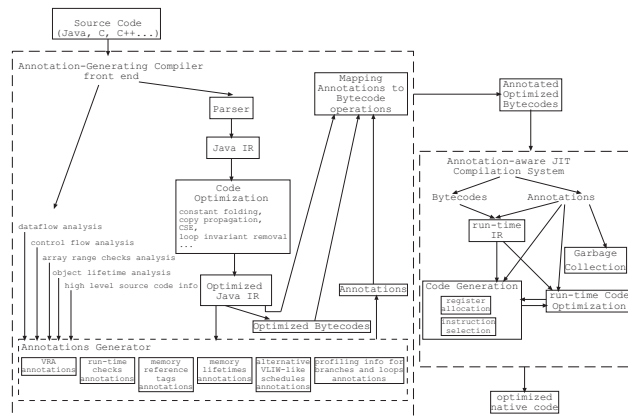 Source Code
(Java, C, C++...)
Annotation-Generating Compiler
front end
Parser
Java IR
Code
Optimization
constant folding,
copy propagation,
CSE,
loop invariant removal
...
Optimized
Java IR
Optimized Bytecodes
Mapping
Annotations to
Bytecode
operations
Annotations
dataflow analysis
control flow analysis
array range checks analysis
object lifetime analysis
high level source code info
Annotations Generator
VRA
annotations
run-time
checks
annotations
memory
reference
tags annotations
memory
lifetimes
annotations
alternative
VLIW-like
schedules annotations
profiling info for
branches and loops
annotations
Annotated
Optimized
Bytecodes
Annotation-aware JIT
Compilation System
Bytecodes
Annotations
run-time
IR
Garbage
Collection
Code Generation
register
allocation
instruction
selection
run-time Code
Optimization
optimized
native code